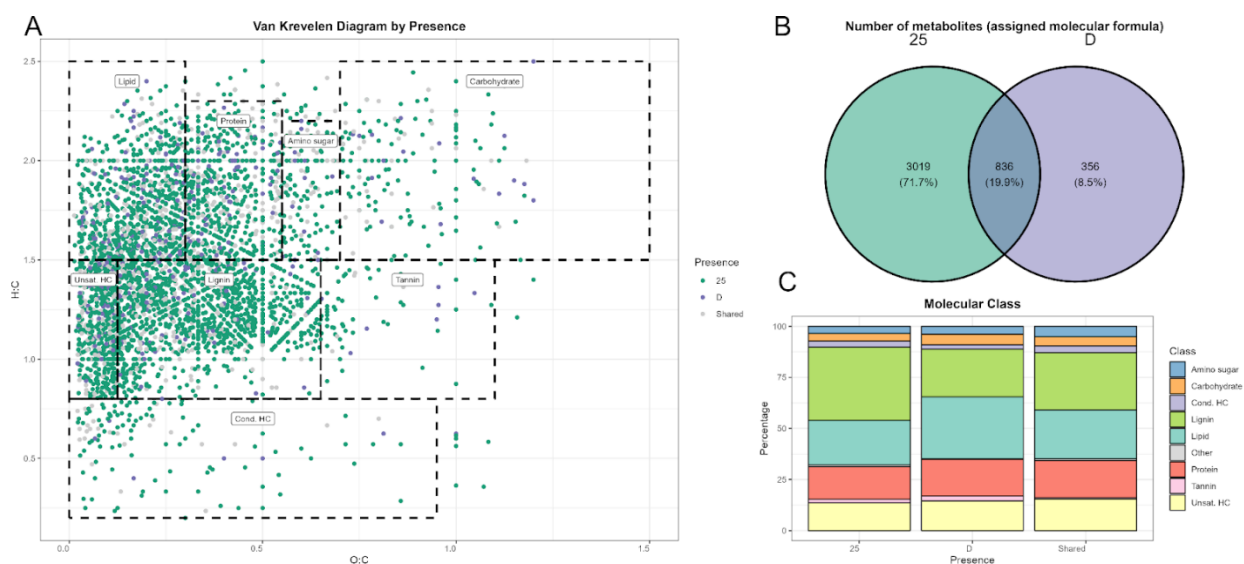 A
Van Krevelen Diagram by Presence
2.5
2.0
1.5
1.0
0.5
H:C
0.0
0.5
1.0
1.5
O:C
Lipid
Carbohydrate
Protein
Amino sugar
Unsat. HC
Lignin
Tannin
Cond. HC
Presence
25
D
Shared
B
Number of metabolites (assigned molecular formula)
25
D
3019
(71.7%)
836
(19.9%)
356
(8.5%)
C
Molecular Class
100
75
50
25
0
Percentage
25
D
Shared
Presence
Class
Amino sugar
Carbohydrate
Cond. HC
Lignin
Lipid
Other
Protein
Tannin
Unsat. HC